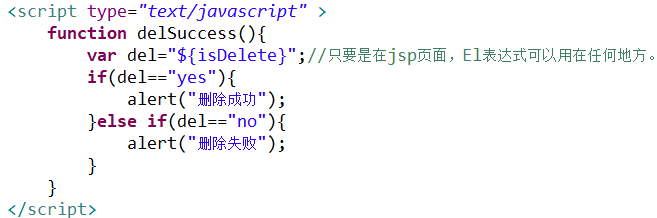 <script type="text/javascript" >
    function delSuccess(){
        var del="${isDelete}";//只要是在jsp页面，El表达式可以用在任何地方。
        if(del=="yes"){
            alert("删除成功");
        }else if(del=="no"){
            alert("删除失败");
        }
    }
</script>